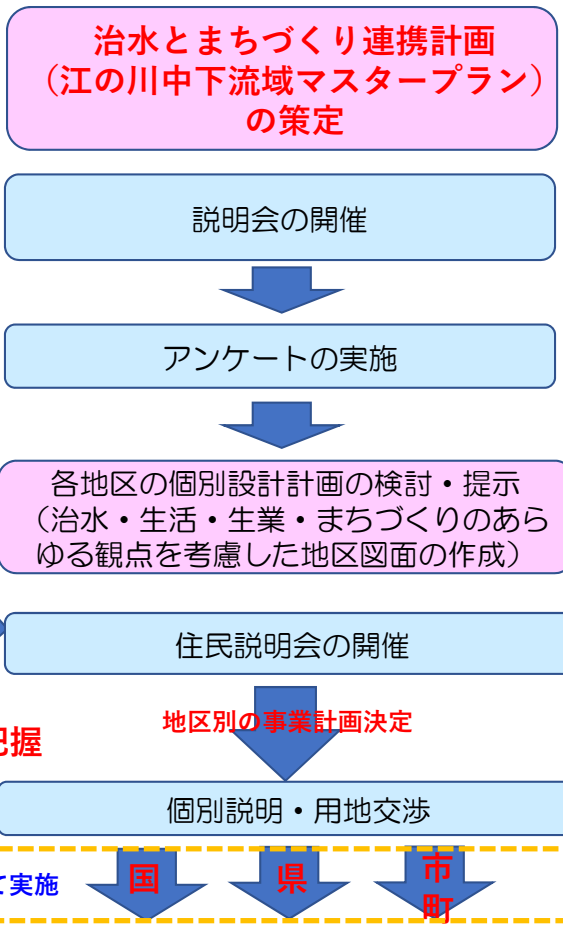 治水とまちづくり連携計画
（江の川中下流域マスタープラン）
の策定
説明会の開催
アンケートの実施
各地区の個別設計計画の検討・提示
（治水・生活・生業・まちづくりのあら
ゆる観点を考慮した地区図面の作成）
住民説明会の開催
地区別の事業計画決定
把握
個別説明・用地交渉
て実施
国
県
市
町